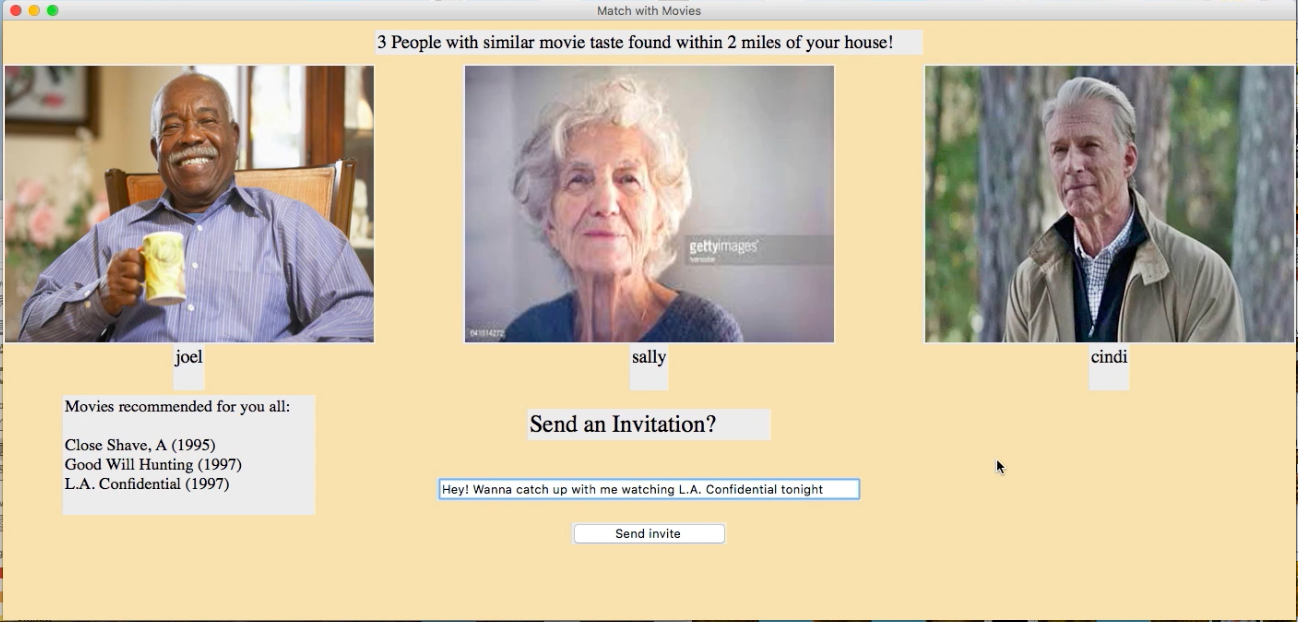 Match with Movies
3 People with similar movie taste found within 2 miles of your house!
gettyimages®
641514272
joel
sally
cindi
Movies recommended for you all:
Close Shave, A (1995)
Good Will Hunting (1997)
L.A. Confidential (1997)
Send an Invitation?
Hey! Wanna catch up with me watching L.A. Confidential tonight
Send invite